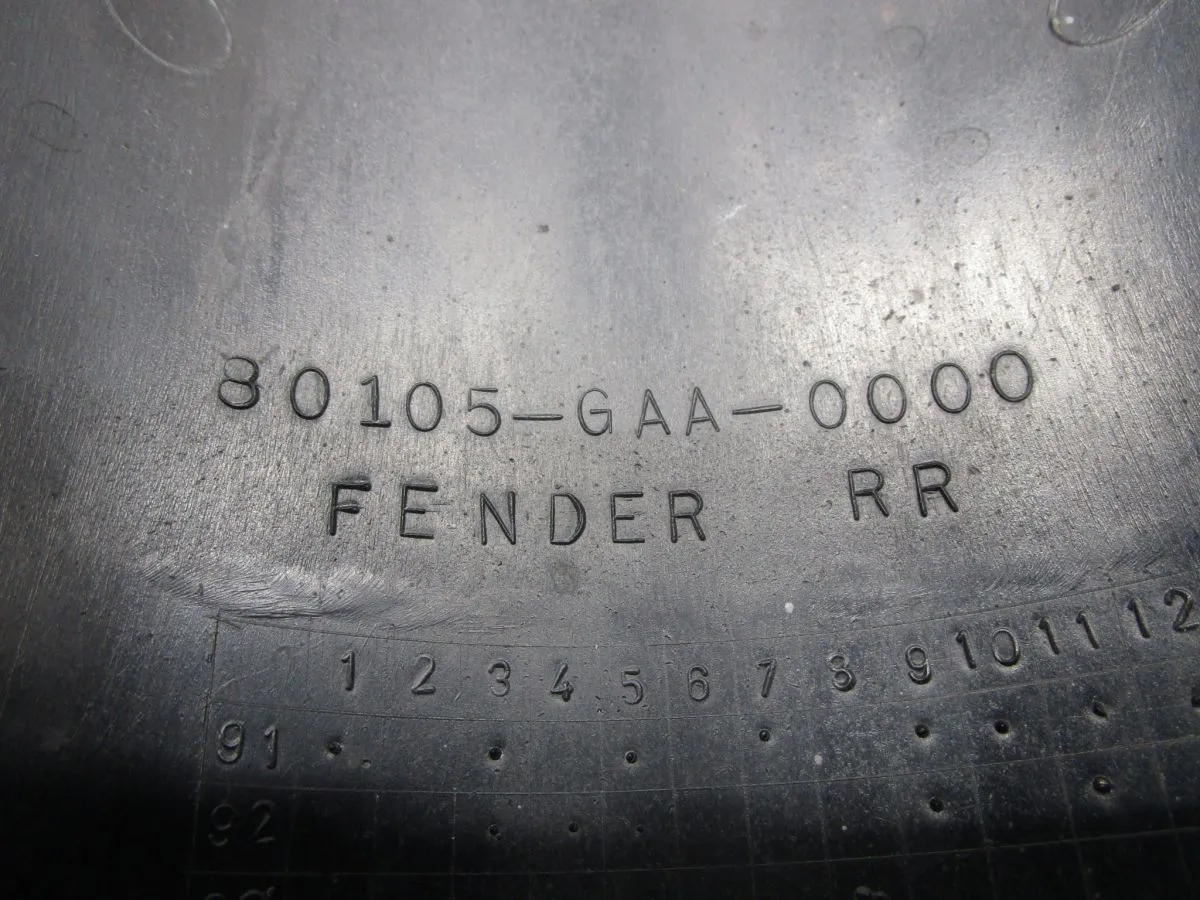 80105-GAA-0000
FENDER RR
1 2 3 4 5 6 7 8 9 10 11 12
91
92